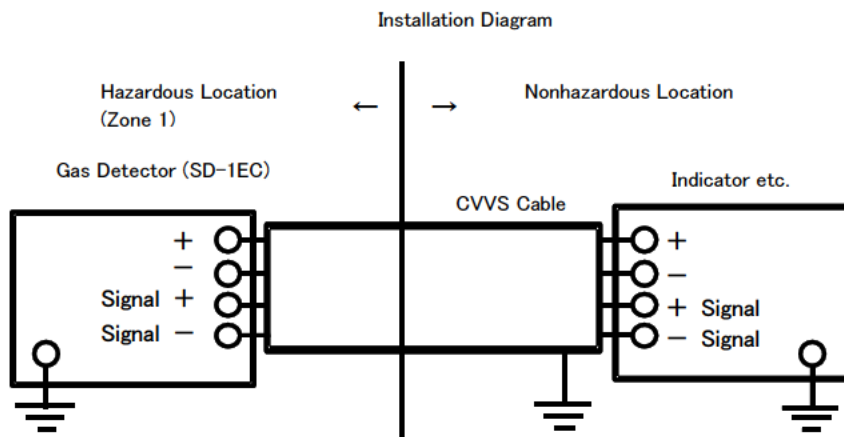 Installation Diagram
Hazardous Location
(Zone 1)
← →
Nonhazardous Location
Gas Detector (SD-1EC)
Indicator etc.
CVVS Cable
+
−
Signal +
Signal −
+
−
+ Signal
− Signal